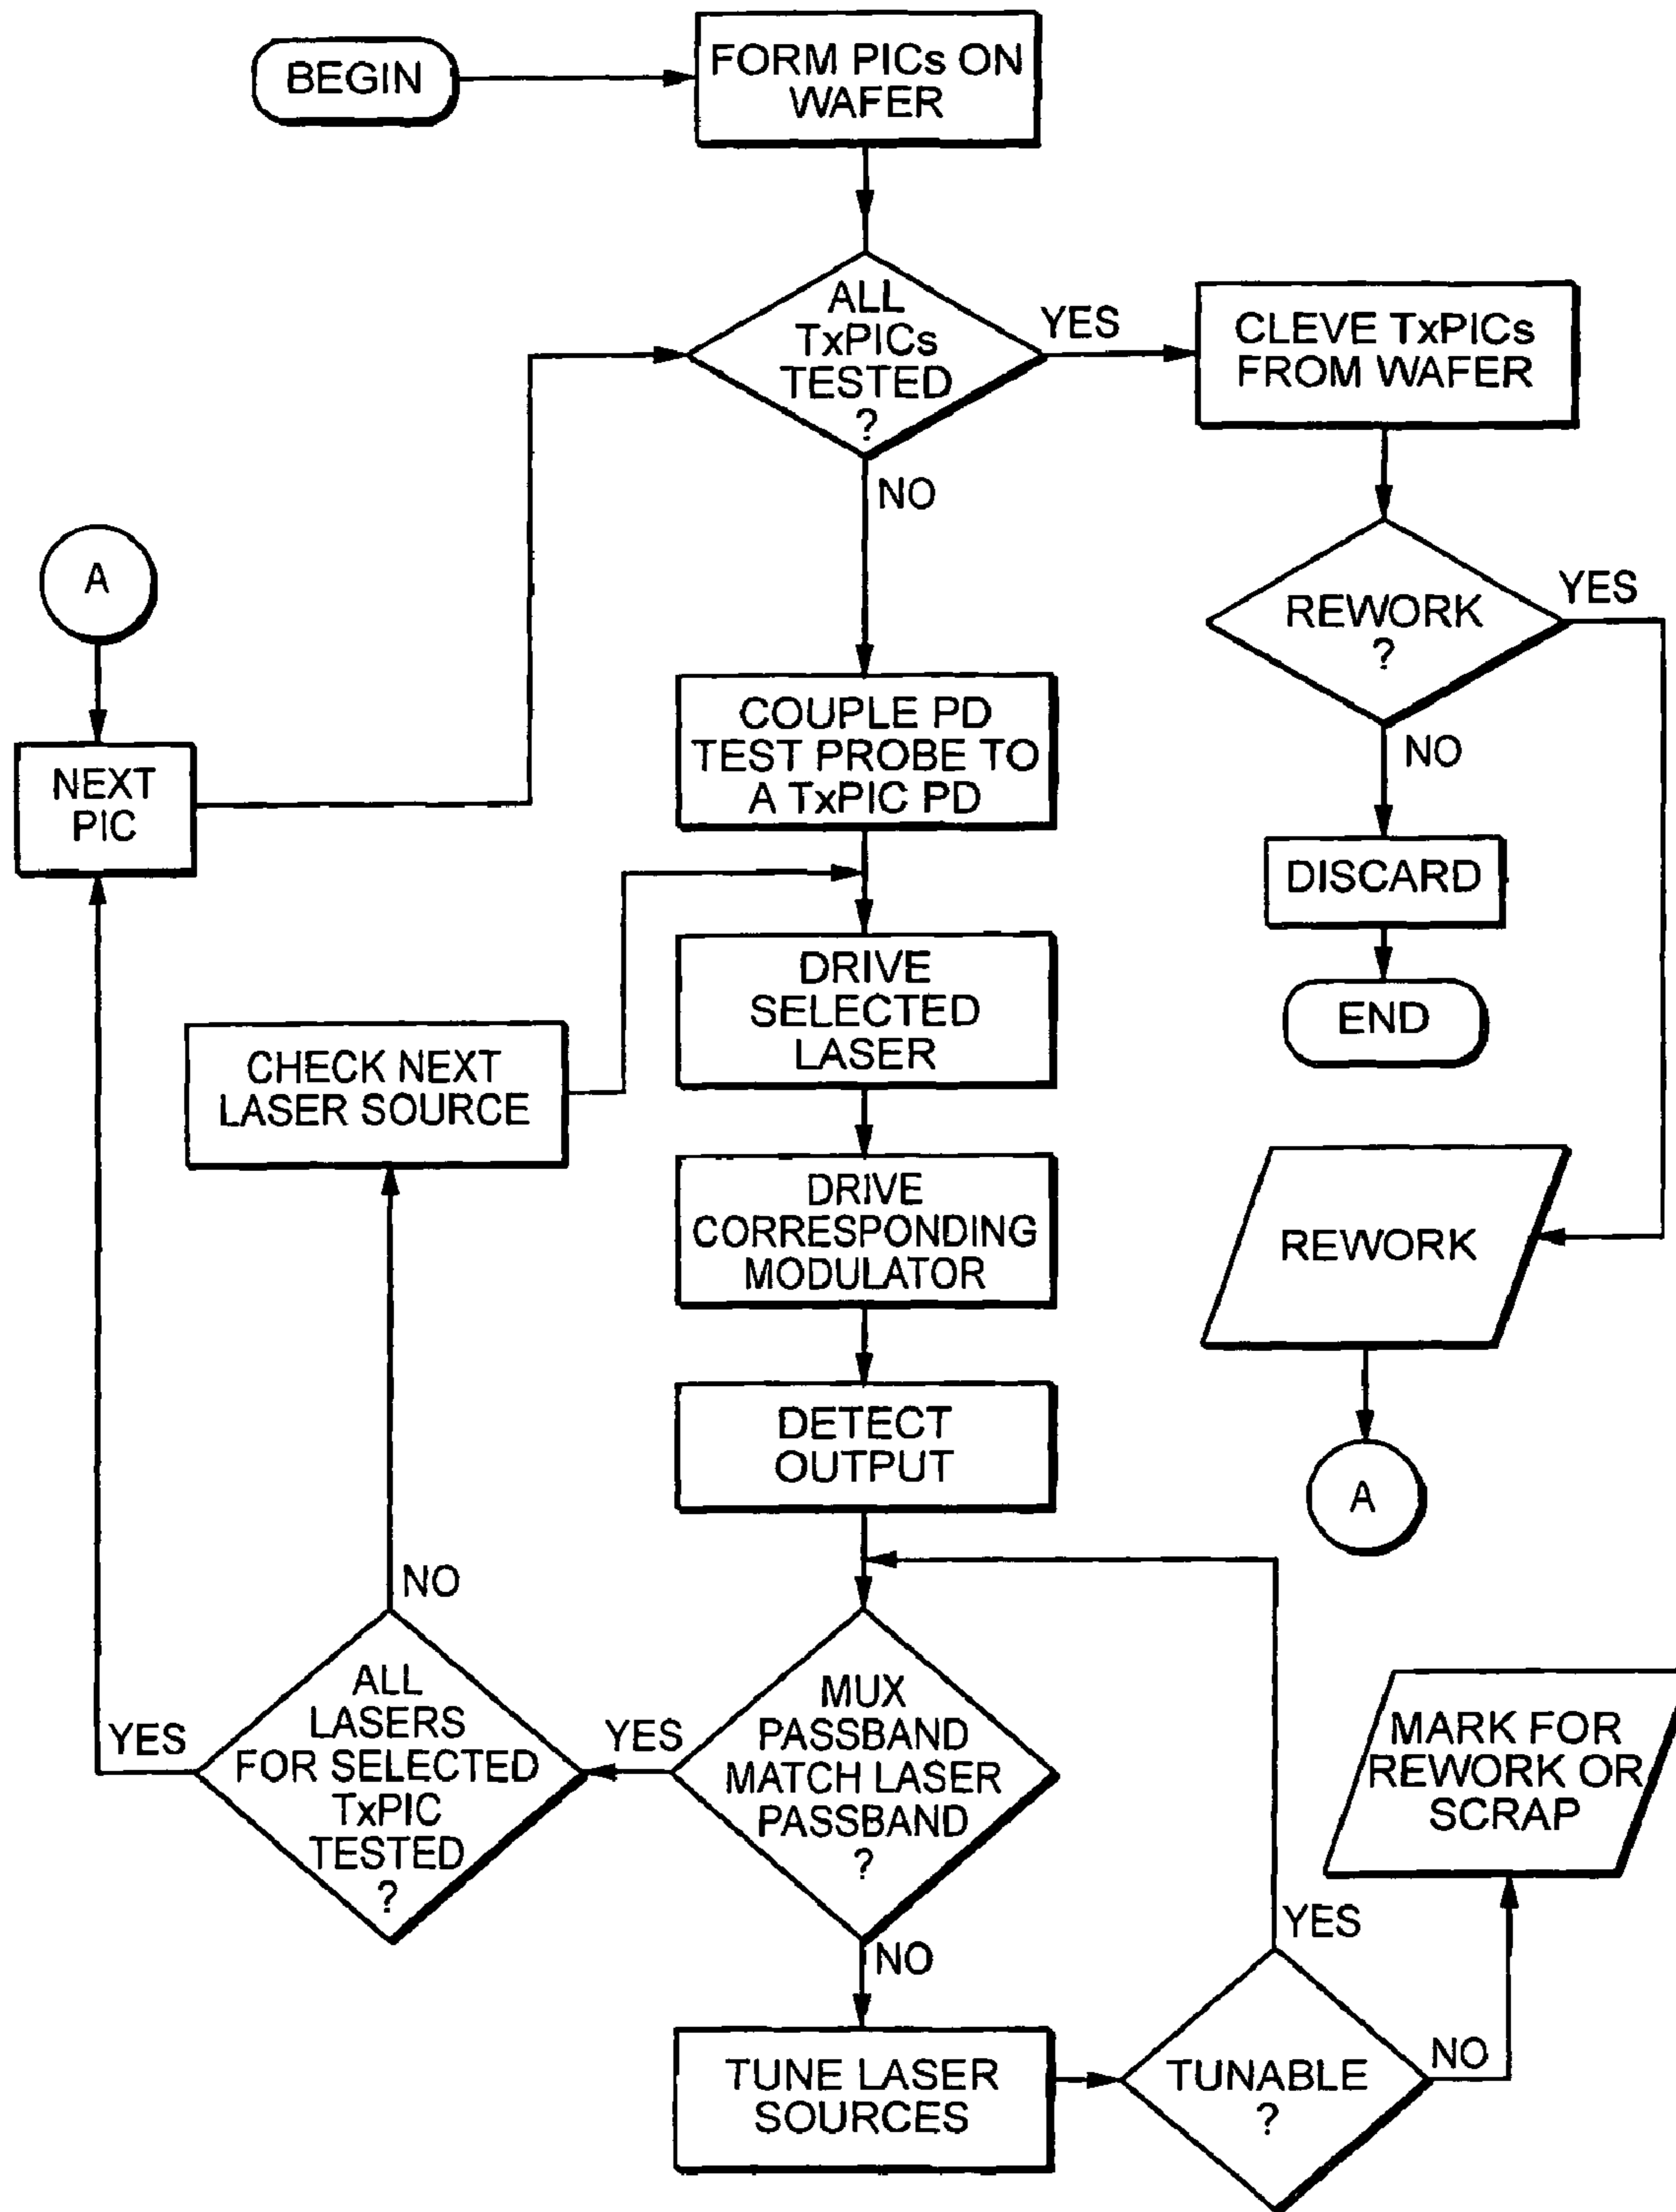 BEGIN
FORM PICs ON
WAFER
ALL
TxPICs
TESTED
?
YES
CLEVE TxPICs
FROM WAFER
NO
A
REWORK
?
YES
NEXT
PIC
COUPLE PD
TEST PROBE TO
A TxPIC PD
NO
DISCARD
DRIVE
SELECTED
LASER
END
CHECK NEXT
LASER SOURCE
DRIVE
CORRESPONDING
MODULATOR
REWORK
DETECT
OUTPUT
A
NO
ALL
LASERS
FOR SELECTED
TxPIC
TESTED
?
YES
YES
MUX
PASSBAND
MATCH LASER
PASSBAND
?
MARK FOR
REWORK OR
SCRAP
NO
YES
TUNE LASER
SOURCES
TUNABLE
?
NO